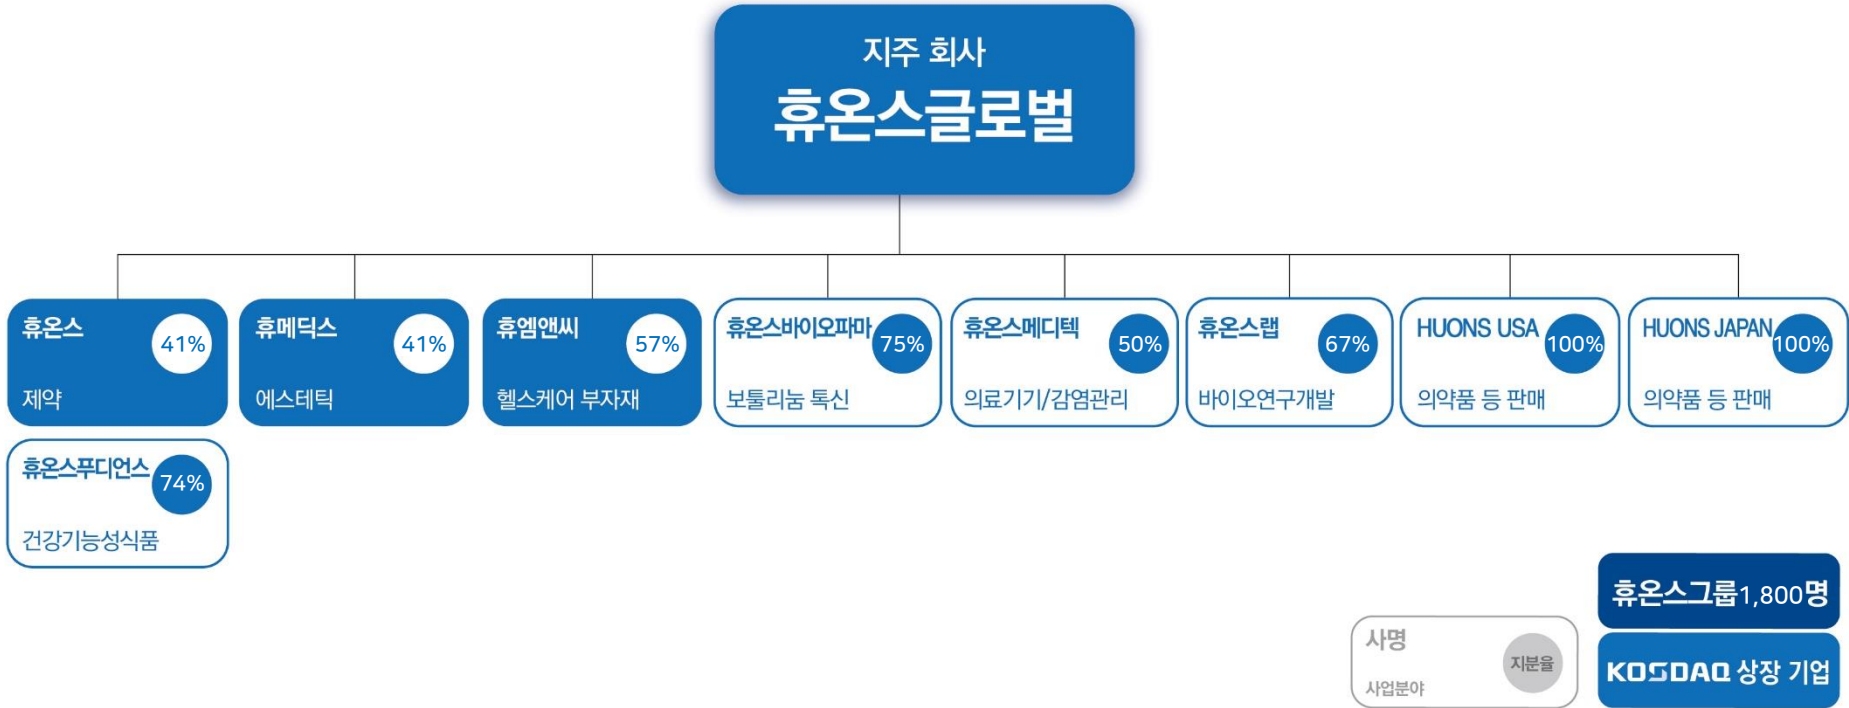 지주 회사
휴온스글로벌
휴온스
41%
제약
휴메딕스
41%
에스테틱
휴엠앤씨
57%
헬스케어 부자재
휴온스바이오파마
75%
보툴리눔 톡신
휴온스메디텍
50%
의료기기/감염관리
휴온스랩
67%
바이오연구개발
HUONS USA
100%
의약품 등 판매
HUONS JAPAN
100%
의약품 등 판매
휴온스푸디언스
74%
건강기능성식품
휴온스그룹1,800명
사명
지분율
사업분야
KOSDAQ 상장 기업